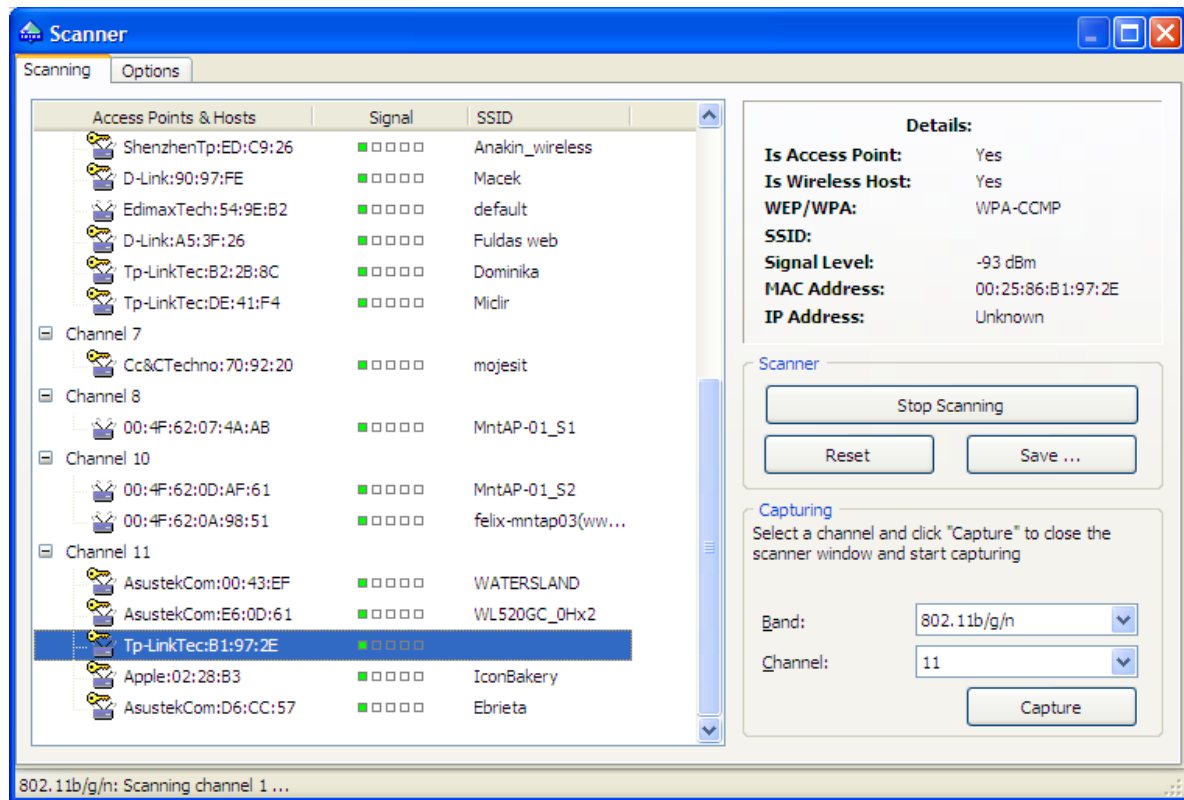 Scanner
Scanning Options
Access Points & Hosts Signal SSID
ShenzhenTp:ED:C9:26 Anakin_wireless
D-Link:90:97:FE Macek
EdimaxTech:54:9E:B2 default
D-Link:A5:3F:26 Fuldas web
Tp-LinkTec:B2:2B:8C Dominika
Tp-LinkTec:DE:41:F4 Miclir
Channel 7
Cc&CTechno:70:92:20 mojesit
Channel 8
00:4F:62:07:4A:AB MntAP-01_S1
Channel 10
00:4F:62:0D:AF:61 MntAP-01_S2
00:4F:62:0A:98:51 felix-mntap03(ww...
Channel 11
AsustekCom:00:43:EF WATERSLAND
AsustekCom:E6:0D:61 WL520GC_0Hx2
Tp-LinkTec:B1:97:2E
Apple:02:28:B3 IconBakery
AsustekCom:D6:CC:57 Ebrieta
Details:
Is Access Point: Yes
Is Wireless Host: Yes
WEP/WPA: WPA-CCMP
SSID:
Signal Level: -93 dBm
MAC Address: 00:25:86:B1:97:2E
IP Address: Unknown
Scanner
Stop Scanning
Reset Save ...
Capturing
Select a channel and click "Capture" to close the
scanner window and start capturing
Band: 802.11b/g/n
Channel: 11
Capture
802.11b/g/n: Scanning channel 1 ...